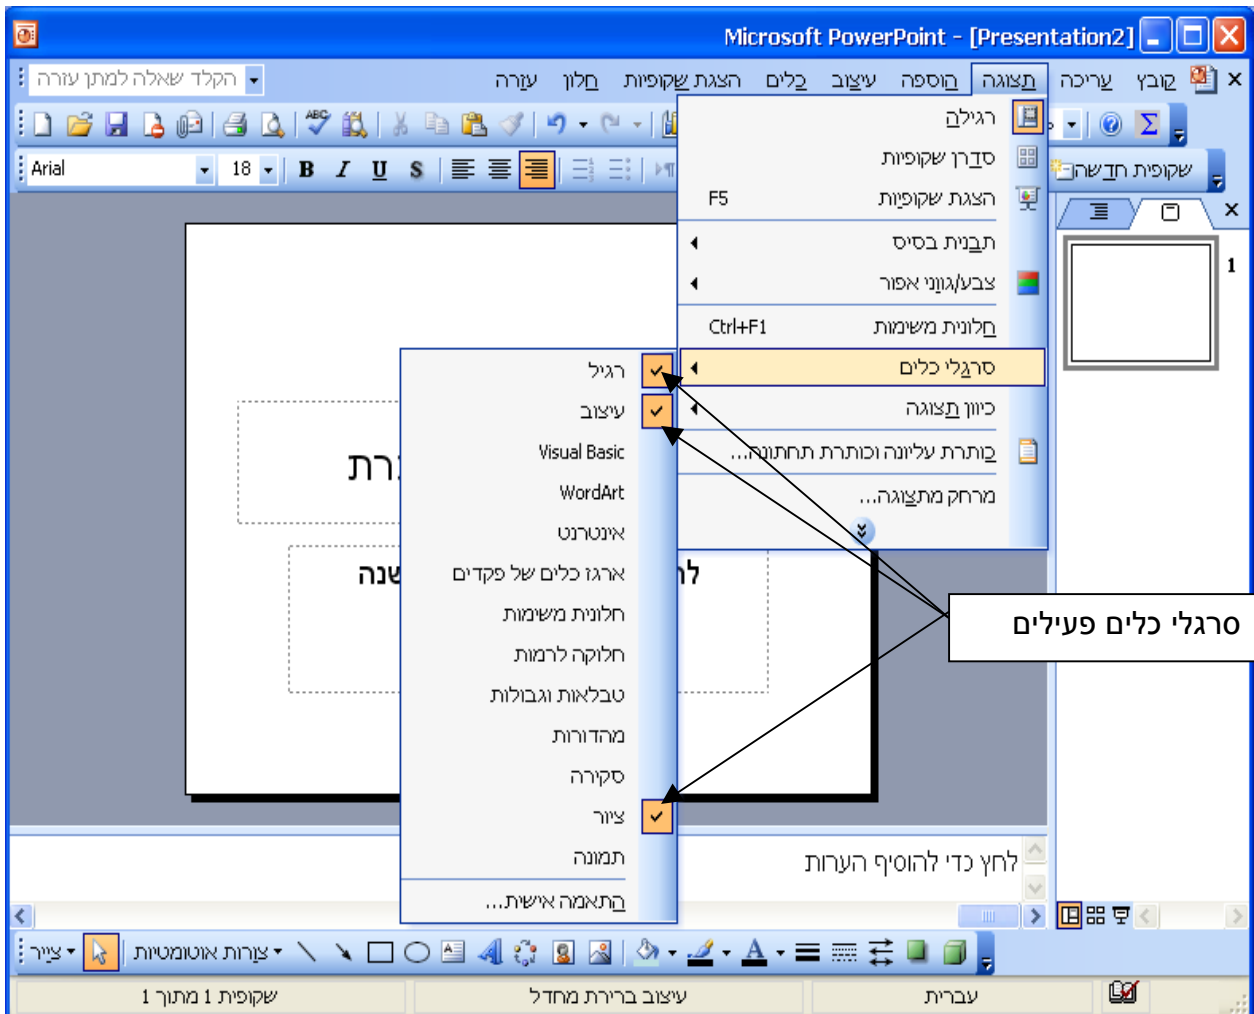 Microsoft PowerPoint - [Presentation2]
קובץ עריכה תצוגה הוספה עיצוב כלים הצגת שקופיות חלון עזרה
הקלד שאלה למתן עזרה
Arial 18 B I U S
שקופית חדשה
רגילה
סדרן שקופיות
הצגת שקופיות F5
תבנית בסיס
צבע/גווני אפור
חלונית משימות Ctrl+F1
סרגלי כלים
כיוון תצוגה
כותרת עליונה וכותרת תחתונה...
מרחק מתצוגה...
רגיל
עיצוב
Visual Basic
WordArt
אינטרנט
ארגז כלים של פקדים
חלונית משימות
חלוקה לרמות
טבלאות וגבולות
מהדורות
סקירה
ציור
תמונה
התאמה אישית...
סרגלי כלים פעילים
1
לחץ כדי להוסיף הערות
צייר
צורות אוטומטיות
שקופית 1 מתוך 1
עיצוב ברירת מחדל
עברית